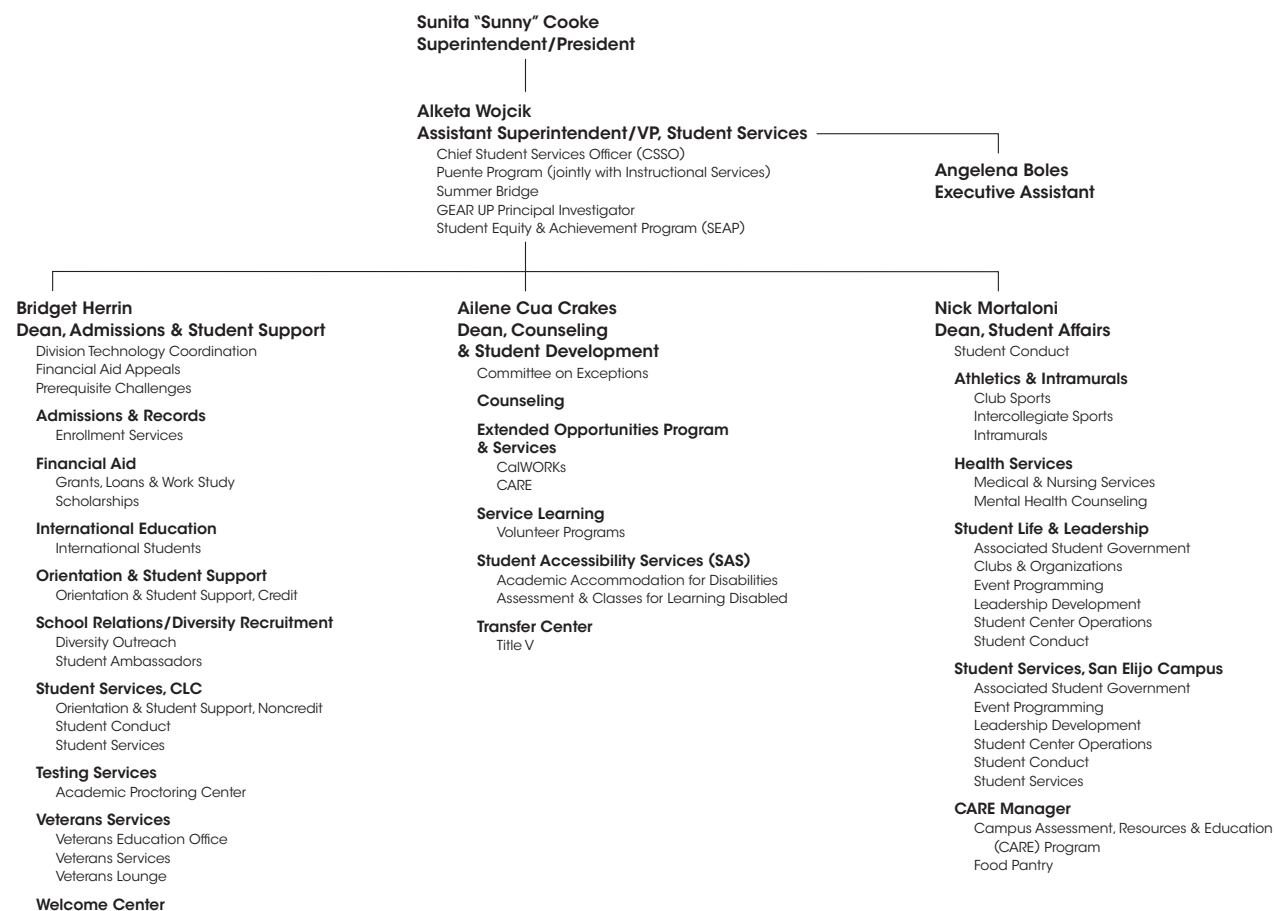 Sunita “Sunny” Cooke
Superintendent/President
Alketa Wojcik
Assistant Superintendent/VP, Student Services
Chief Student Services Officer (CSSO)
Puente Program (jointly with Instructional Services)
Summer Bridge
GEAR UP Principal Investigator
Student Equity & Achievement Program (SEAP)
Angelena Boles
Executive Assistant
Bridget Herrin
Dean, Admissions & Student Support
Division Technology Coordination
Financial Aid Appeals
Prerequisite Challenges
Admissions & Records
Enrollment Services
Financial Aid
Grants, Loans & Work Study
Scholarships
International Education
International Students
Orientation & Student Support
Orientation & Student Support, Credit
School Relations/Diversity Recruitment
Diversity Outreach
Student Ambassadors
Student Services, CLC
Orientation & Student Support, Noncredit
Student Conduct
Student Services
Testing Services
Academic Proctoring Center
Veterans Services
Veterans Education Office
Veterans Services
Veterans Lounge
Welcome Center
Ailene Cua Crakes
Dean, Counseling
& Student Development
Committee on Exceptions
Counseling
Extended Opportunities Program
& Services
CalWORKs
CARE
Service Learning
Volunteer Programs
Student Accessibility Services (SAS)
Academic Accommodation for Disabilities
Assessment & Classes for Learning Disabled
Transfer Center
Title V
Nick Mortaloni
Dean, Student Affairs
Student Conduct
Athletics & Intramurals
Club Sports
Intercollegiate Sports
Intramurals
Health Services
Medical & Nursing Services
Mental Health Counseling
Student Life & Leadership
Associated Student Government
Clubs & Organizations
Event Programming
Leadership Development
Student Center Operations
Student Conduct
Student Services, San Elijo Campus
Associated Student Government
Event Programming
Leadership Development
Student Center Operations
Student Conduct
Student Services
CARE Manager
Campus Assessment, Resources & Education
(CARE) Program
Food Pantry